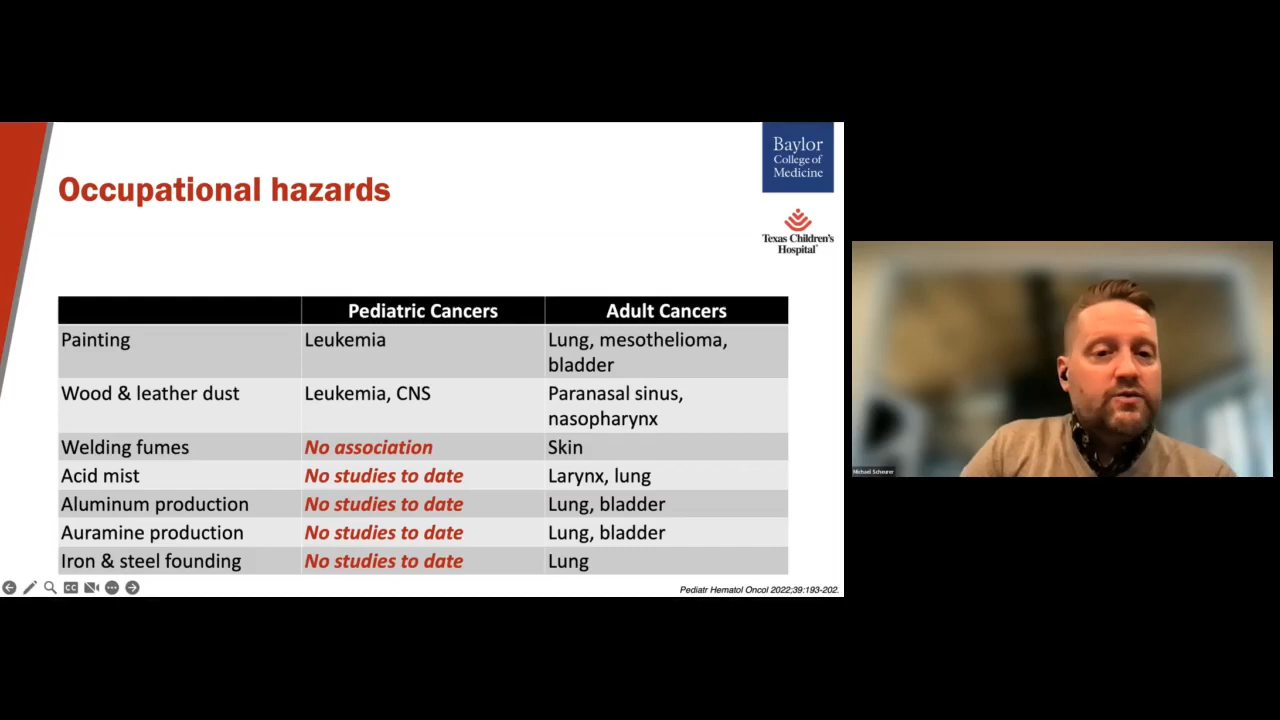 Baylor
College of
Medicine
Occupational hazards
Texas Children's
Hospital
Pediatric Cancers Adult Cancers
Painting Leukemia Lung, mesothelioma,
bladder
Wood & leather dust Leukemia, CNS Paranasal sinus,
nasopharynx
Welding fumes No association Skin
Acid mist No studies to date Larynx, lung
Aluminum production No studies to date Lung, bladder
Auramine production No studies to date Lung, bladder
Iron & steel founding No studies to date Lung
CC
Pediatr Hematol Oncol 2022;39:193-202.
Michael Scheurer